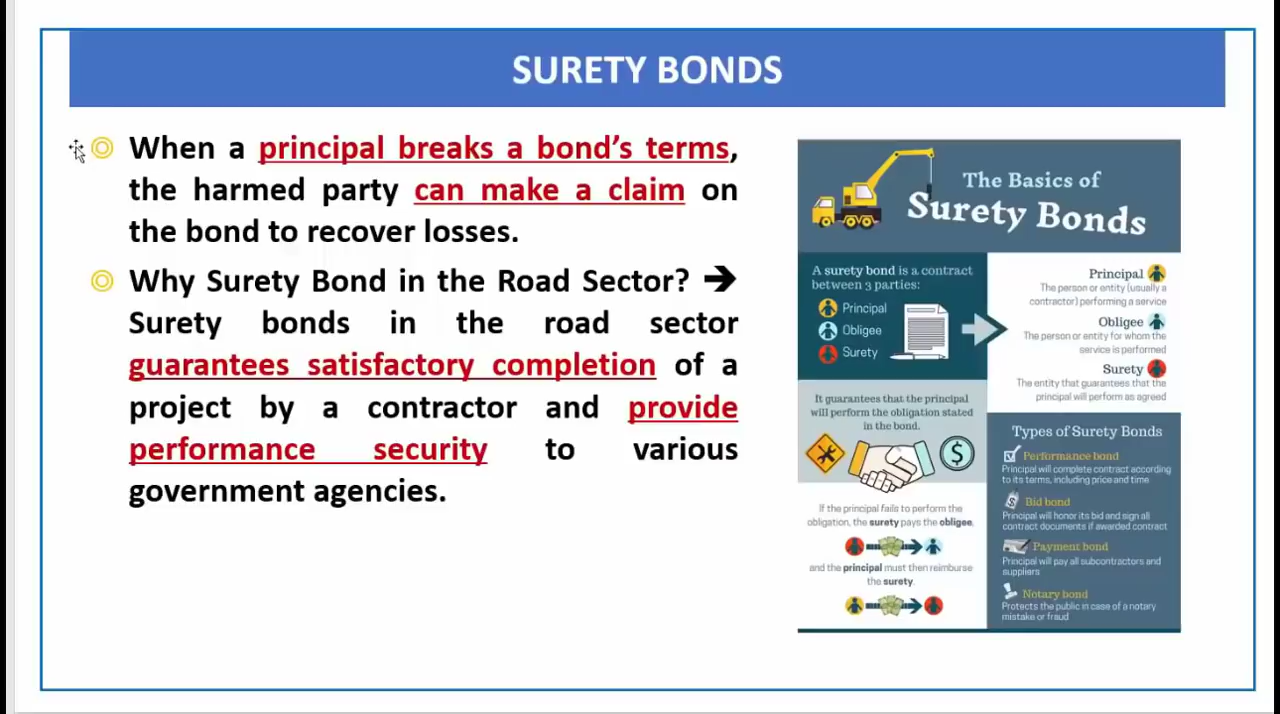 SURETY BONDS
When a principal breaks a bond’s terms,
the harmed party can make a claim on
the bond to recover losses.
Why Surety Bond in the Road Sector? ➔
Surety bonds in the road sector
guarantees satisfactory completion of a
project by a contractor and provide
performance security to various
government agencies.
The Basics of
Surety Bonds
A surety bond is a contract
between 3 parties:
Principal
Obligee
Surety
Principal
The person or entity (usually a
contractor) performing a service
Obligee
The person or entity for whom the
service is performed
Surety
The entity that guarantees that the
principal will perform as agreed
It guarantees that the principal
will perform the obligation stated
in the bond.
$
If the principal fails to perform the
obligation, the surety pays the obligee,
and the principal must then reimburse
the surety.
Types of Surety Bonds
Performance bond
Principal will complete contract according
to its terms, including price and time
Bid bond
Principal will honor its bid and sign all
contract documents if awarded contract
Payment bond
Principal will pay all subcontractors and
suppliers
Notary bond
Protects the public in case of a notary
mistake or fraud